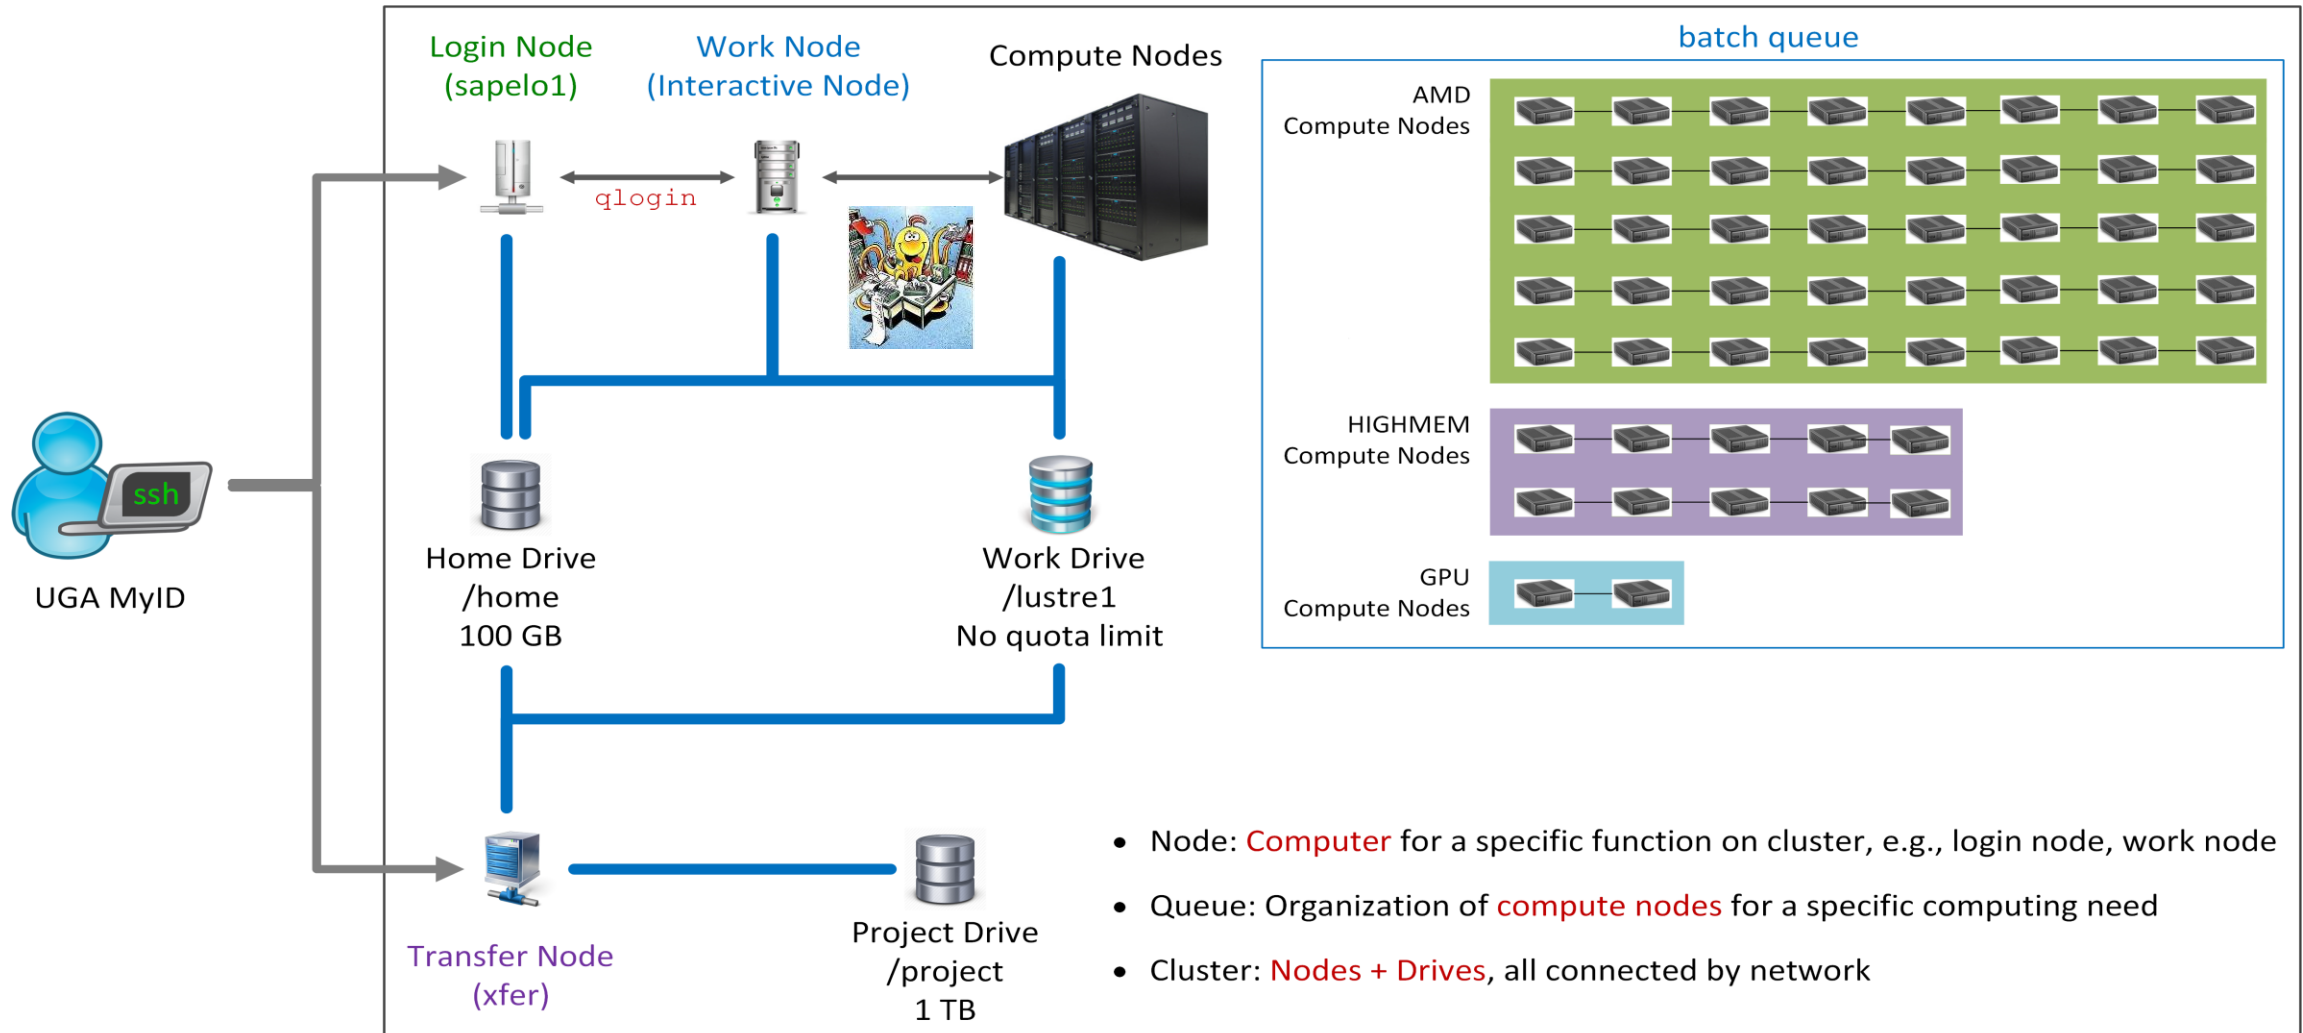 Login Node
(sapelo1)
Work Node
(Interactive Node)
Compute Nodes
batch queue
qlogin
AMD
Compute Nodes
HIGHMEM
Compute Nodes
GPU
Compute Nodes
ssh
UGA MyID
Home Drive
/home
100 GB
Work Drive
/lustre1
No quota limit
Transfer Node
(xfer)
Project Drive
/project
1 TB
• Node: Computer for a specific function on cluster, e.g., login node, work node
• Queue: Organization of compute nodes for a specific computing need
• Cluster: Nodes + Drives, all connected by network